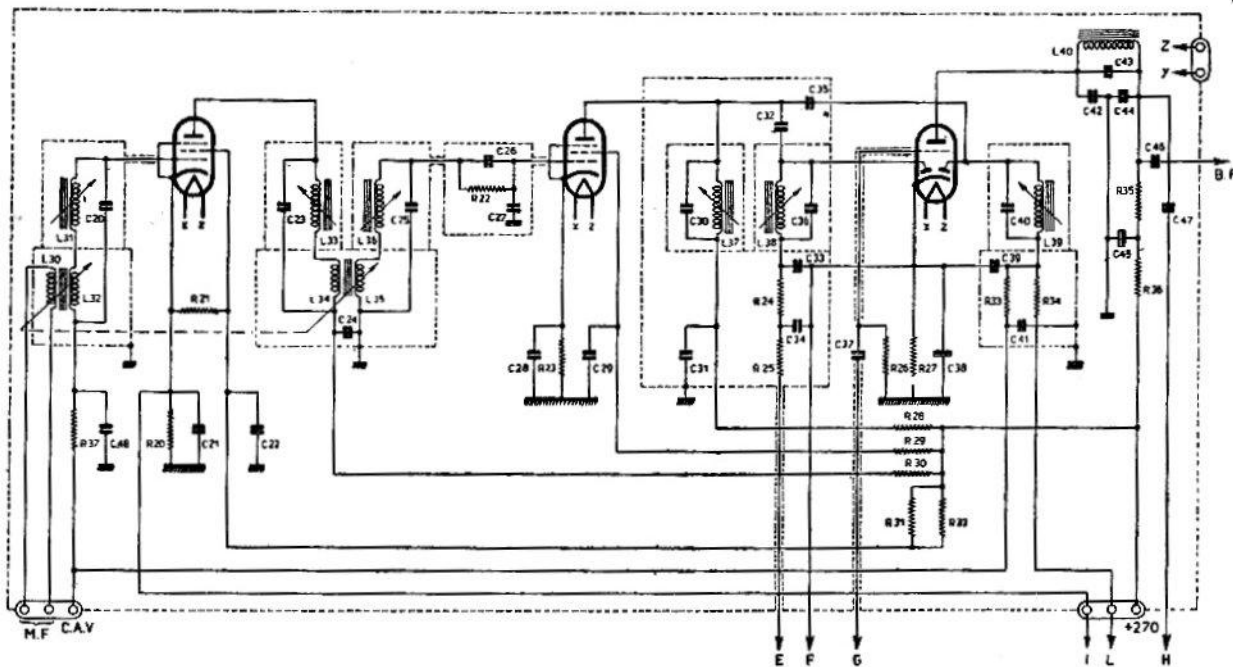 L40
Z
Y
C43
C42
C44
C35
C32
C26
R22
C27
C46
B.F
L31
C20
X Z
C23
L33
L36
C25
X Z
C30
L37
L38
C36
X Z
C40
L39
R35
C47
L30
L32
R21
L34
L35
C24
C33
R24
C34
R25
C39
R33
R34
C41
C45
R36
C28
R23
C29
C31
C37
R26
R27
C38
R37
C48
R20
C21
C22
R28
R29
R30
R31
R32
M.F
C.A.V
+270
E
F
G
I
L
H